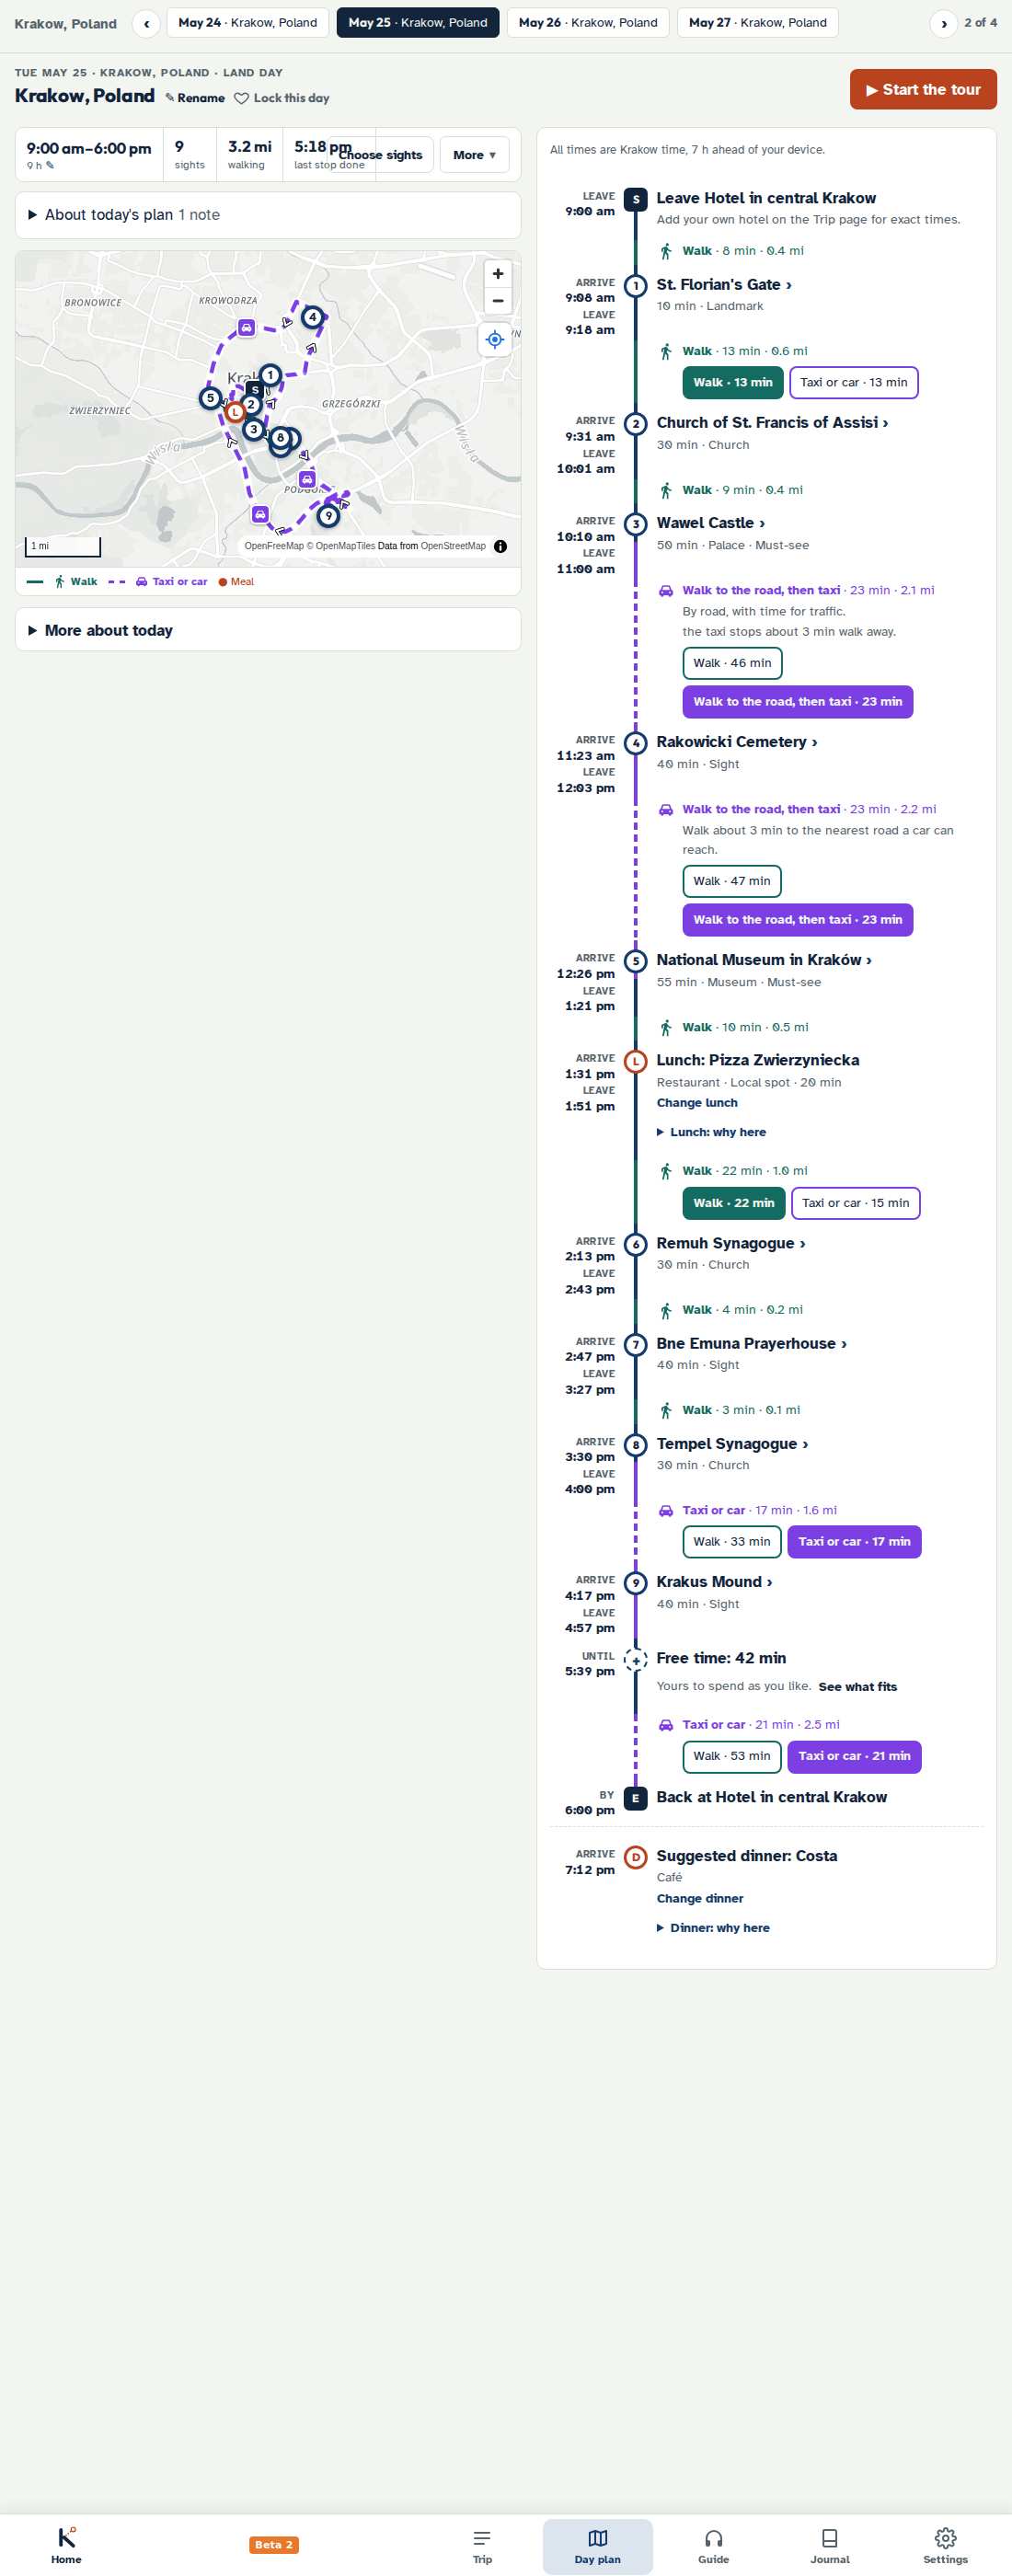 Krakow, Poland
‹
May 24 · Krakow, Poland
May 25 · Krakow, Poland
May 26 · Krakow, Poland
May 27 · Krakow, Poland
›
2 of 4
TUE MAY 25 · KRAKOW, POLAND · LAND DAY
Krakow, Poland ✎ Rename ♡ Lock this day
▶ Start the tour
9:00 am–6:00 pm
9 h ✎
9
sights
3.2 mi
walking
5:18 pm
last stop done
Choose sights
More ▼
▶ About today's plan 1 note
BRONOWICE
KROWODRZA
ZWIERZYNIEC
GRZEGÓRZKI
Wisła
Wisła
+
−
4
1
S
5
2
L
3
8
9
1 mi
OpenFreeMap © OpenMapTiles Data from OpenStreetMap
Walk
Taxi or car
Meal
▶ More about today
All times are Krakow time, 7 h ahead of your device.
LEAVE
9:00 am
S
Leave Hotel in central Krakow
Add your own hotel on the Trip page for exact times.
Walk · 8 min · 0.4 mi
ARRIVE
9:08 am
LEAVE
9:18 am
1
St. Florian's Gate ›
10 min · Landmark
Walk · 13 min · 0.6 mi
Walk · 13 min
Taxi or car · 13 min
ARRIVE
9:31 am
LEAVE
10:01 am
2
Church of St. Francis of Assisi ›
30 min · Church
Walk · 9 min · 0.4 mi
ARRIVE
10:10 am
LEAVE
11:00 am
3
Wawel Castle ›
50 min · Palace · Must-see
Walk to the road, then taxi · 23 min · 2.1 mi
By road, with time for traffic.
the taxi stops about 3 min walk away.
Walk · 46 min
Walk to the road, then taxi · 23 min
ARRIVE
11:23 am
LEAVE
12:03 pm
4
Rakowicki Cemetery ›
40 min · Sight
Walk to the road, then taxi · 23 min · 2.2 mi
Walk about 3 min to the nearest road a car can
reach.
Walk · 47 min
Walk to the road, then taxi · 23 min
ARRIVE
12:26 pm
LEAVE
1:21 pm
5
National Museum in Kraków ›
55 min · Museum · Must-see
Walk · 10 min · 0.5 mi
ARRIVE
1:31 pm
LEAVE
1:51 pm
L
Lunch: Pizza Zwierzyniecka
Restaurant · Local spot · 20 min
Change lunch
▶ Lunch: why here
Walk · 22 min · 1.0 mi
Walk · 22 min
Taxi or car · 15 min
ARRIVE
2:13 pm
LEAVE
2:43 pm
6
Remuh Synagogue ›
30 min · Church
Walk · 4 min · 0.2 mi
ARRIVE
2:47 pm
LEAVE
3:27 pm
7
Bne Emuna Prayerhouse ›
40 min · Sight
Walk · 3 min · 0.1 mi
ARRIVE
3:30 pm
LEAVE
4:00 pm
8
Tempel Synagogue ›
30 min · Church
Taxi or car · 17 min · 1.6 mi
Walk · 33 min
Taxi or car · 17 min
ARRIVE
4:17 pm
LEAVE
4:57 pm
9
Krakus Mound ›
40 min · Sight
UNTIL
5:39 pm
+
Free time: 42 min
Yours to spend as you like. See what fits
Taxi or car · 21 min · 2.5 mi
Walk · 53 min
Taxi or car · 21 min
BY
6:00 pm
E
Back at Hotel in central Krakow
ARRIVE
7:12 pm
D
Suggested dinner: Costa
Café
Change dinner
▶ Dinner: why here
Home
Beta 2
Trip
Day plan
Guide
Journal
Settings